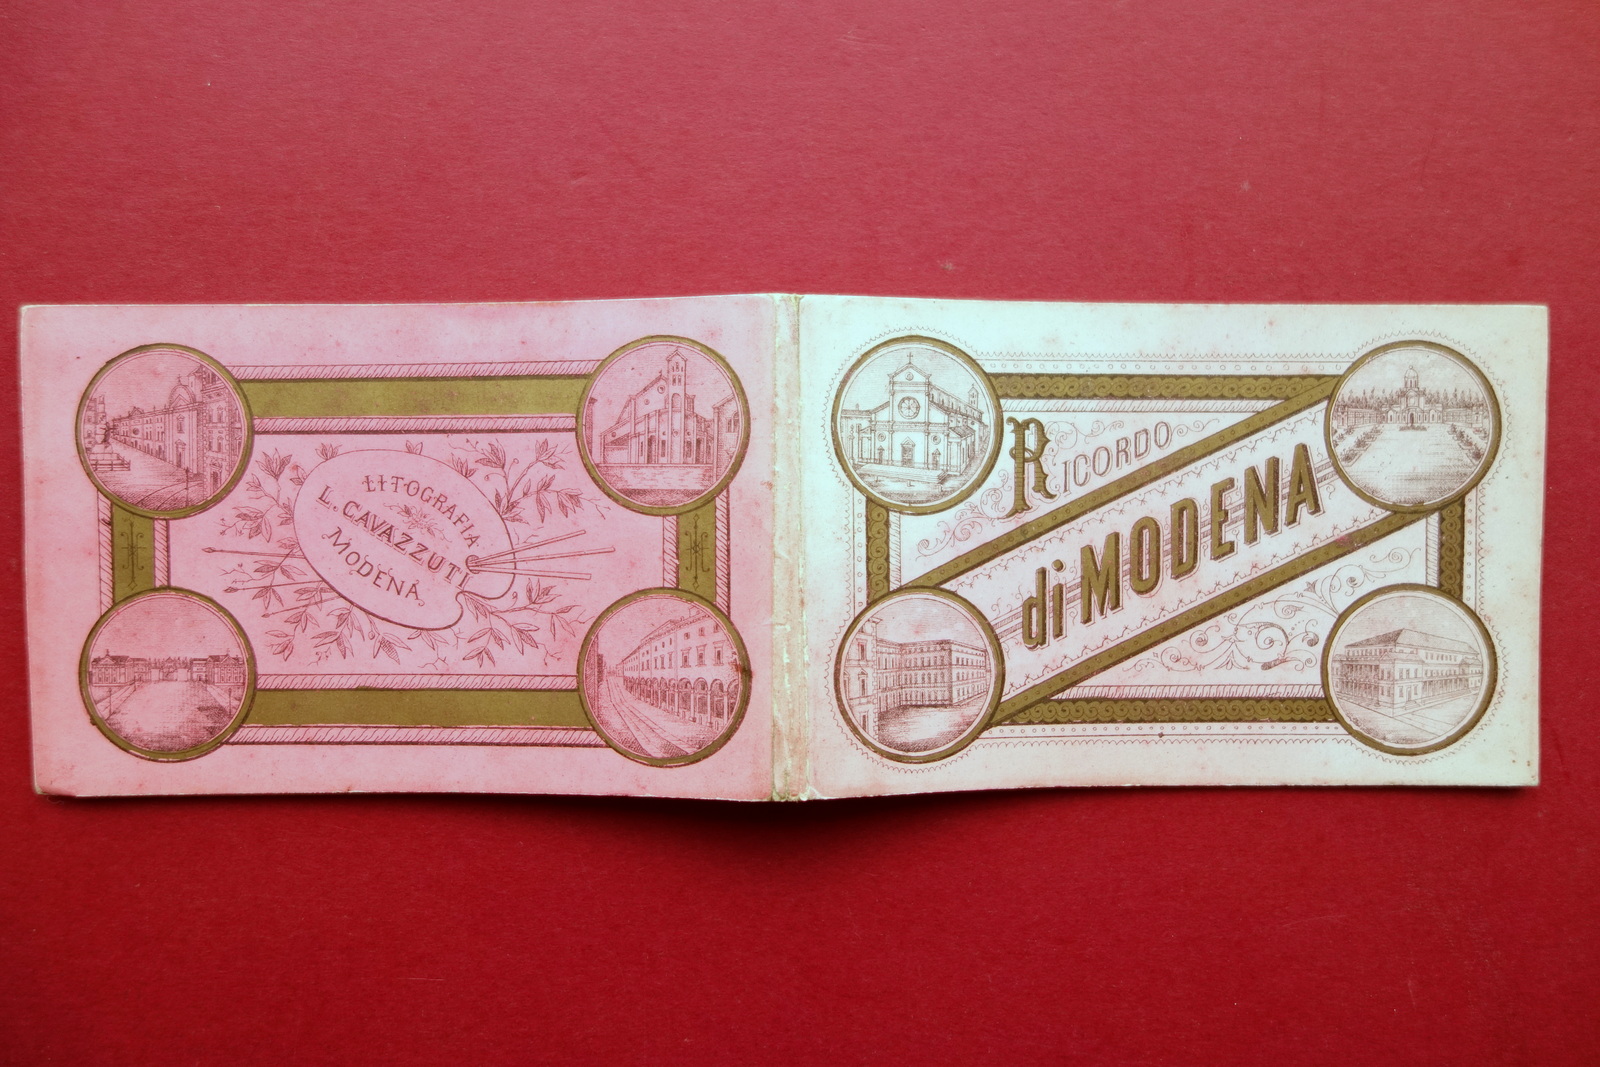 LITOGRAFIA
L. CAVAZZUTI
MODENA
RICORDO
di MODENA